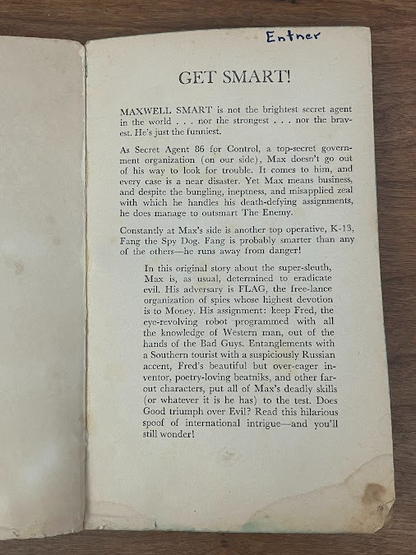 Entner
GET SMART!
MAXWELL SMART is not the brightest secret agent
in the world . . . nor the strongest . . . nor the brav-
est. He's just the funniest.
As Secret Agent 86 for Control, a top-secret govern-
ment organization (on our side), Max doesn't go out
of his way to look for trouble. It comes to him, and
every case is a near disaster. Yet Max means business,
and despite the bungling, ineptness, and misapplied zeal
with which he handles his death-defying assignments,
he does manage to outsmart The Enemy.
Constantly at Max's side is another top operative, K-13,
Fang the Spy Dog. Fang is probably smarter than any
of the others—he runs away from danger!
In this original story about the super-sleuth,
Max is, as usual, determined to eradicate
evil. His adversary is FLAG, the free-lance
organization of spies whose highest devotion
is to Money. His assignment: keep Fred, the
eye-revolving robot programmed with all
the knowledge of Western man, out of the
hands of the Bad Guys. Entanglements with
a Southern tourist with a suspiciously Russian
accent, Fred's beautiful but over-eager in-
ventor, poetry-loving beatniks, and other far-
out characters, put all of Max's deadly skills
(or whatever it is he has) to the test. Does
Good triumph over Evil? Read this hilarious
spoof of international intrigue—and you'll
still wonder!